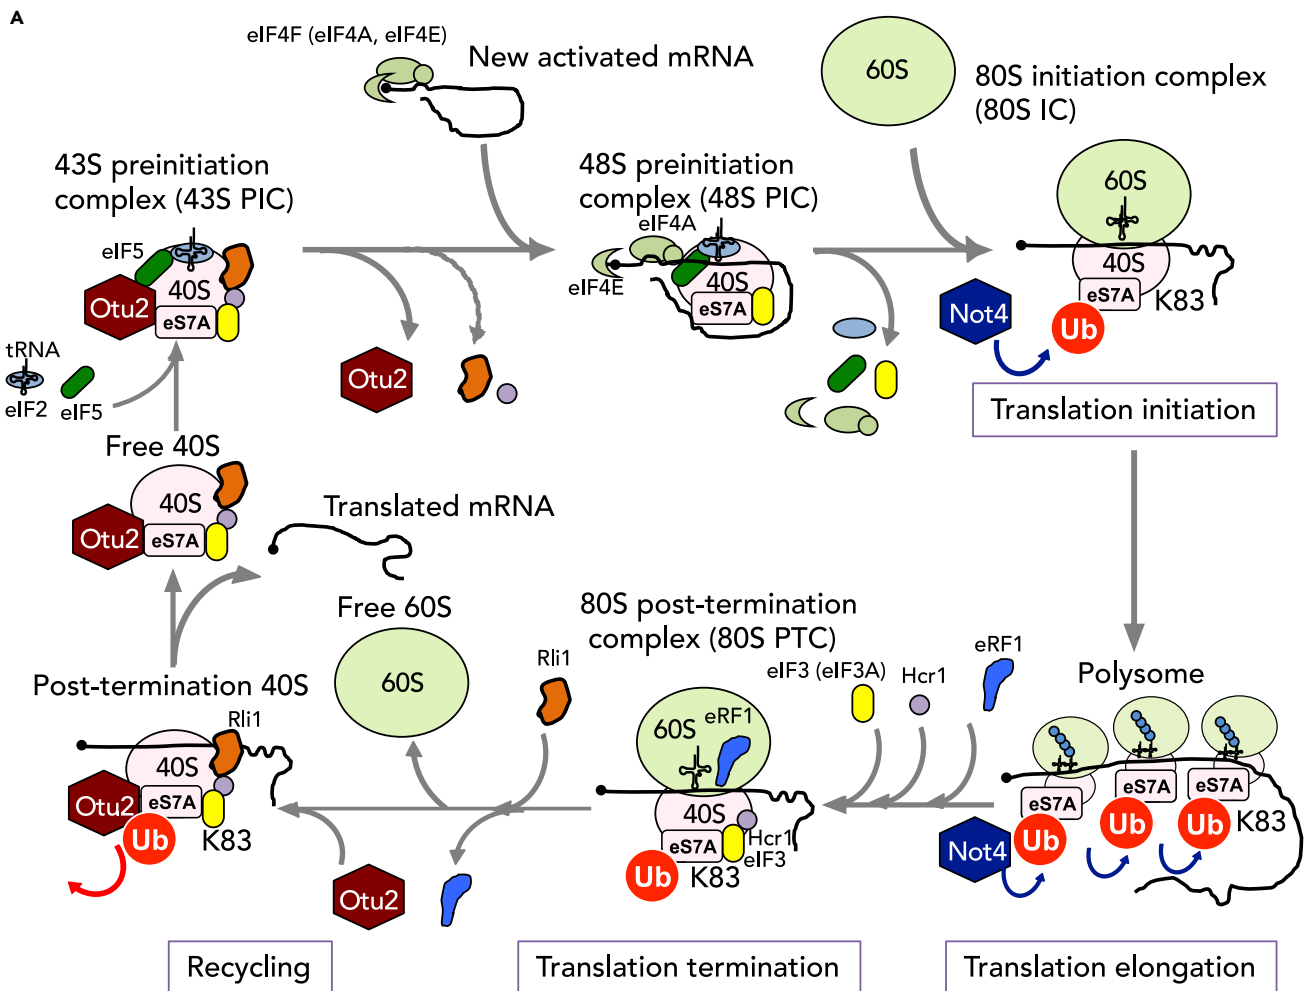 A
eIF4F (eIF4A, eIF4E)
New activated mRNA
60S
80S initiation complex
(80S IC)
43S preinitiation
complex (43S PIC)
48S preinitiation
complex (48S PIC)
60S
eIF5
eIF4A
40S
Otu2
eS7A
eIF4E
40S
eS7A
40S
eS7A
K83
Not4
Ub
tRNA
eIF2
eIF5
Otu2
Translation initiation
Free 40S
40S
Otu2
eS7A
Translated mRNA
Free 60S
60S
80S post-termination
complex (80S PTC)
Rli1
eIF3 (eIF3A)
Hcr1
eRF1
Polysome
Post-termination 40S
Rli1
40S
Otu2
eS7A
Ub
K83
60S
eRF1
40S
eS7A
Hcr1
eIF3
Ub
K83
eS7A
eS7A
eS7A
Not4
Ub
Ub
Ub
K83
Otu2
Recycling
Translation termination
Translation elongation